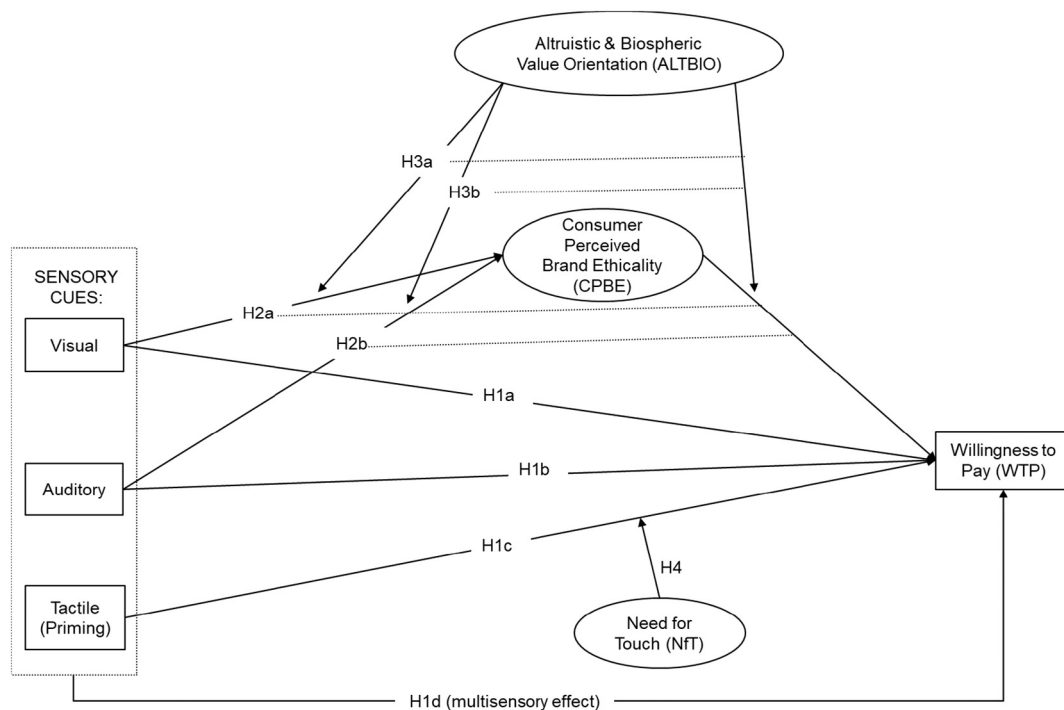 Altruistic & Biospheric
Value Orientation (ALTBIO)
H3a
H3b
Consumer
Perceived
Brand Ethicality
(CPBE)
SENSORY
CUES:
H2a
Visual
H2b
H1a
Willingness to
Pay (WTP)
Auditory
H1b
H1c
H4
Tactile
(Priming)
Need for
Touch (NfT)
H1d (multisensory effect)